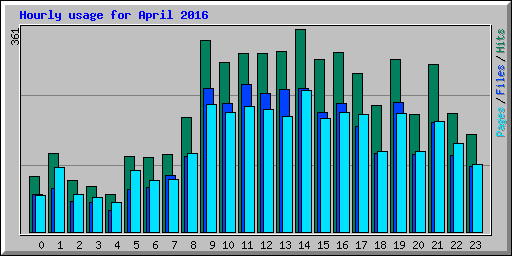 Hourly usage for April 2016
361
Pages/Files/Hits
0 1 2 3 4 5 6 7 8 9 10 11 12 13 14 15 16 17 18 19 20 21 22 23